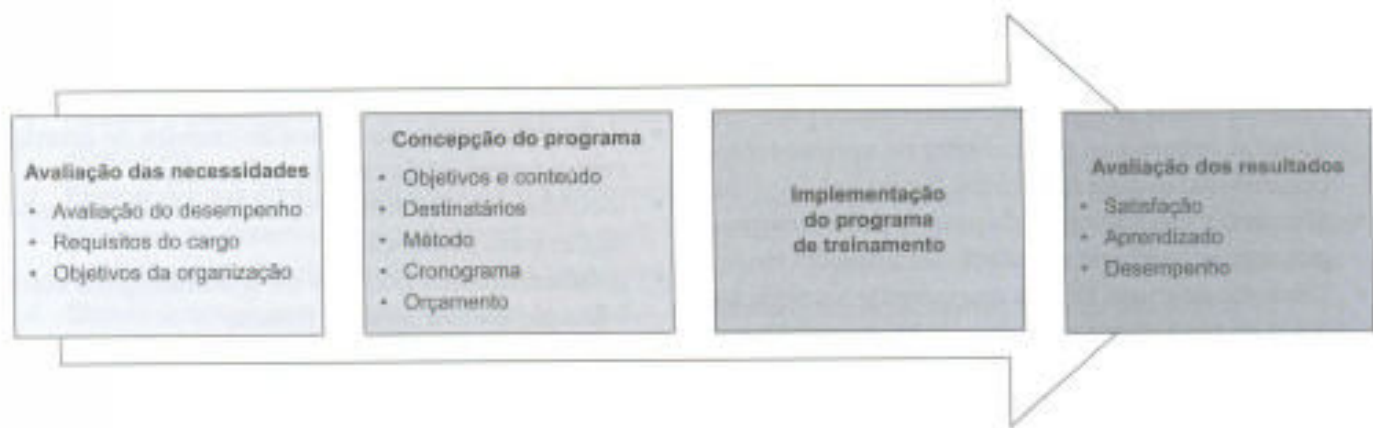 Avaliação das necessidades
• Avaliação do desempenho
• Requisitos do cargo
• Objetivos da organização
Concepção do programa
• Objetivos e conteúdo
• Destinatários
• Método
• Cronograma
• Orçamento
Implementação
do programa
de treinamento
Avaliação dos resultados
• Satisfação
• Aprendizado
• Desempenho